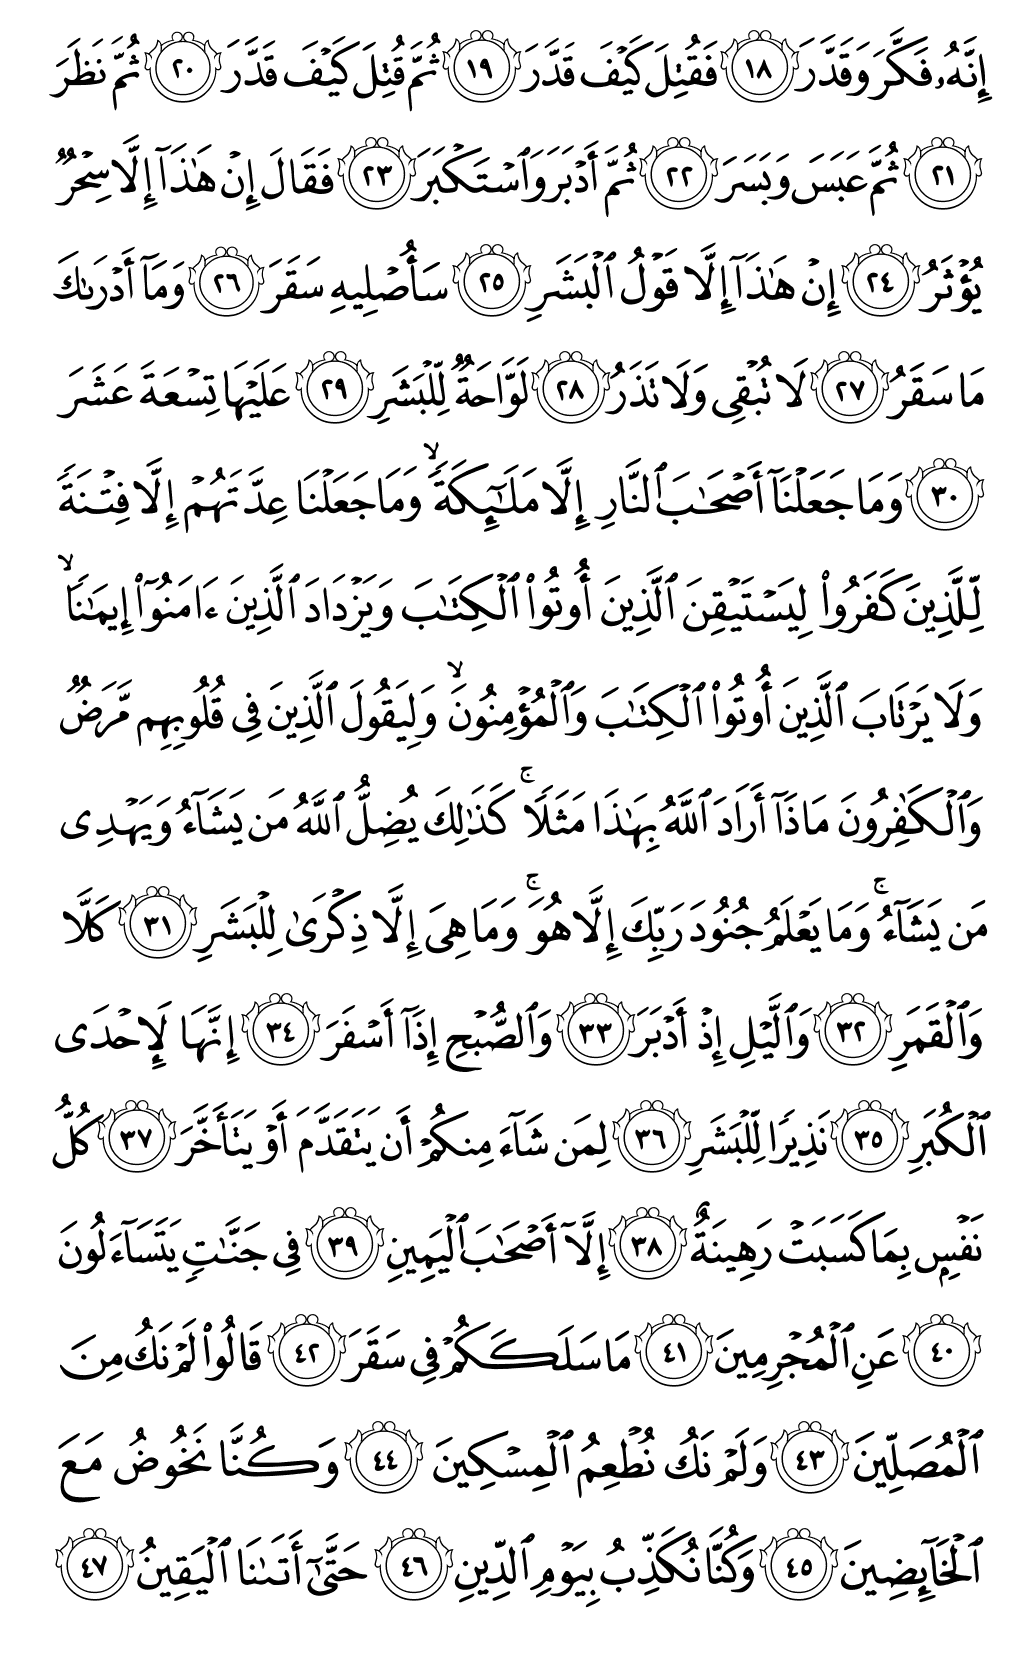 إِنَّهُۥ فَكَّرَ وَقَدَّرَ ١٨ فَقُتِلَ كَيْفَ قَدَّرَ ١٩ ثُمَّ قُتِلَ كَيْفَ قَدَّرَ ٢٠ ثُمَّ نَظَرَ
٢١ ثُمَّ عَبَسَ وَبَسَرَ ٢٢ ثُمَّ أَدْبَرَ وَٱسْتَكْبَرَ ٢٣ فَقَالَ إِنْ هَٰذَآ إِلَّا سِحْرٌ
يُؤْثَرُ ٢٤ إِنْ هَٰذَآ إِلَّا قَوْلُ ٱلْبَشَرِ ٢٥ سَأُصْلِيهِ سَقَرَ ٢٦ وَمَآ أَدْرَىٰكَ
مَا سَقَرُ ٢٧ لَا تُبْقِى وَلَا تَذَرُ ٢٨ لَوَّاحَةٌ لِّلْبَشَرِ ٢٩ عَلَيْهَا تِسْعَةَ عَشَرَ
٣٠ وَمَا جَعَلْنَآ أَصْحَٰبَ ٱلنَّارِ إِلَّا مَلَٰٓئِكَةً ۙ وَمَا جَعَلْنَا عِدَّتَهُمْ إِلَّا فِتْنَةً
لِّلَّذِينَ كَفَرُوا۟ لِيَسْتَيْقِنَ ٱلَّذِينَ أُوتُوا۟ ٱلْكِتَٰبَ وَيَزْدَادَ ٱلَّذِينَ ءَامَنُوٓا۟ إِيمَٰنًا ۙ
وَلَا يَرْتَابَ ٱلَّذِينَ أُوتُوا۟ ٱلْكِتَٰبَ وَٱلْمُؤْمِنُونَ ۙ وَلِيَقُولَ ٱلَّذِينَ فِى قُلُوبِهِم مَّرَضٌ
وَٱلْكَٰفِرُونَ مَاذَآ أَرَادَ ٱللَّهُ بِهَٰذَا مَثَلًا ۚ كَذَٰلِكَ يُضِلُّ ٱللَّهُ مَن يَشَآءُ وَيَهْدِى
مَن يَشَآءُ ۚ وَمَا يَعْلَمُ جُنُودَ رَبِّكَ إِلَّا هُوَ ۚ وَمَا هِىَ إِلَّا ذِكْرَىٰ لِلْبَشَرِ ٣١ كَلَّا
وَٱلْقَمَرِ ٣٢ وَٱلَّيْلِ إِذْ أَدْبَرَ ٣٣ وَٱلصُّبْحِ إِذَآ أَسْفَرَ ٣٤ إِنَّهَا لَإِحْدَى
ٱلْكُبَرِ ٣٥ نَذِيرًا لِّلْبَشَرِ ٣٦ لِمَن شَآءَ مِنكُمْ أَن يَتَقَدَّمَ أَوْ يَتَأَخَّرَ ٣٧ كُلُّ
نَفْسٍۭ بِمَا كَسَبَتْ رَهِينَةٌ ٣٨ إِلَّآ أَصْحَٰبَ ٱلْيَمِينِ ٣٩ فِى جَنَّٰتٍ يَتَسَآءَلُونَ
٤٠ عَنِ ٱلْمُجْرِمِينَ ٤١ مَا سَلَكَكُمْ فِى سَقَرَ ٤٢ قَالُوا۟ لَمْ نَكُ مِنَ
ٱلْمُصَلِّينَ ٤٣ وَلَمْ نَكُ نُطْعِمُ ٱلْمِسْكِينَ ٤٤ وَكُنَّا نَخُوضُ مَعَ
ٱلْخَآئِضِينَ ٤٥ وَكُنَّا نُكَذِّبُ بِيَوْمِ ٱلدِّينِ ٤٦ حَتَّىٰٓ أَتَىٰنَا ٱلْيَقِينُ ٤٧